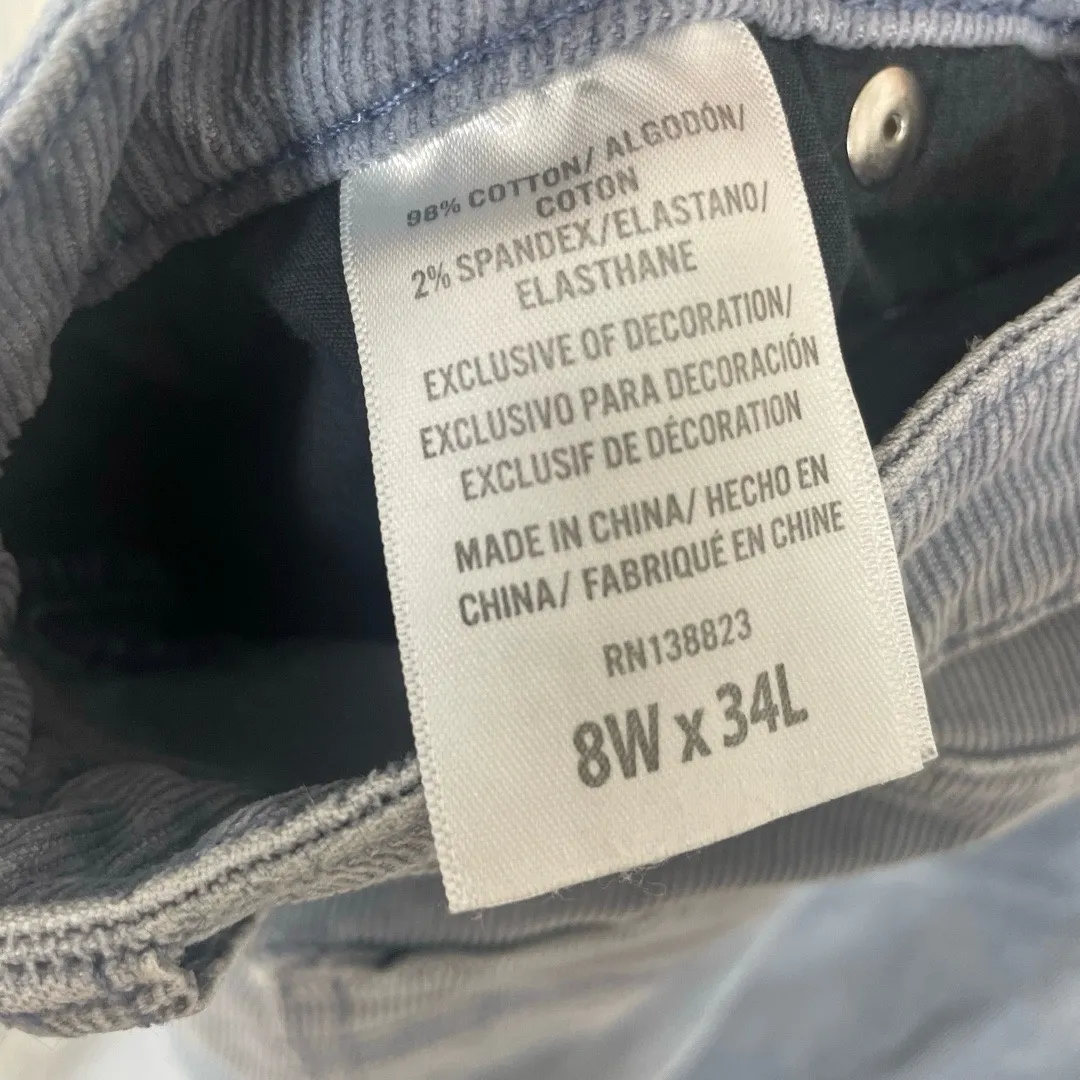 98% COTTON/ ALGODÓN/
COTON
2% SPANDEX/ELASTANO/
ELASTHANE
EXCLUSIVE OF DECORATION/
EXCLUSIVO PARA DECORACIÓN
EXCLUSIF DE DÉCORATION
MADE IN CHINA/ HECHO EN
CHINA/ FABRIQUÉ EN CHINE
RN138823
8W x 34L